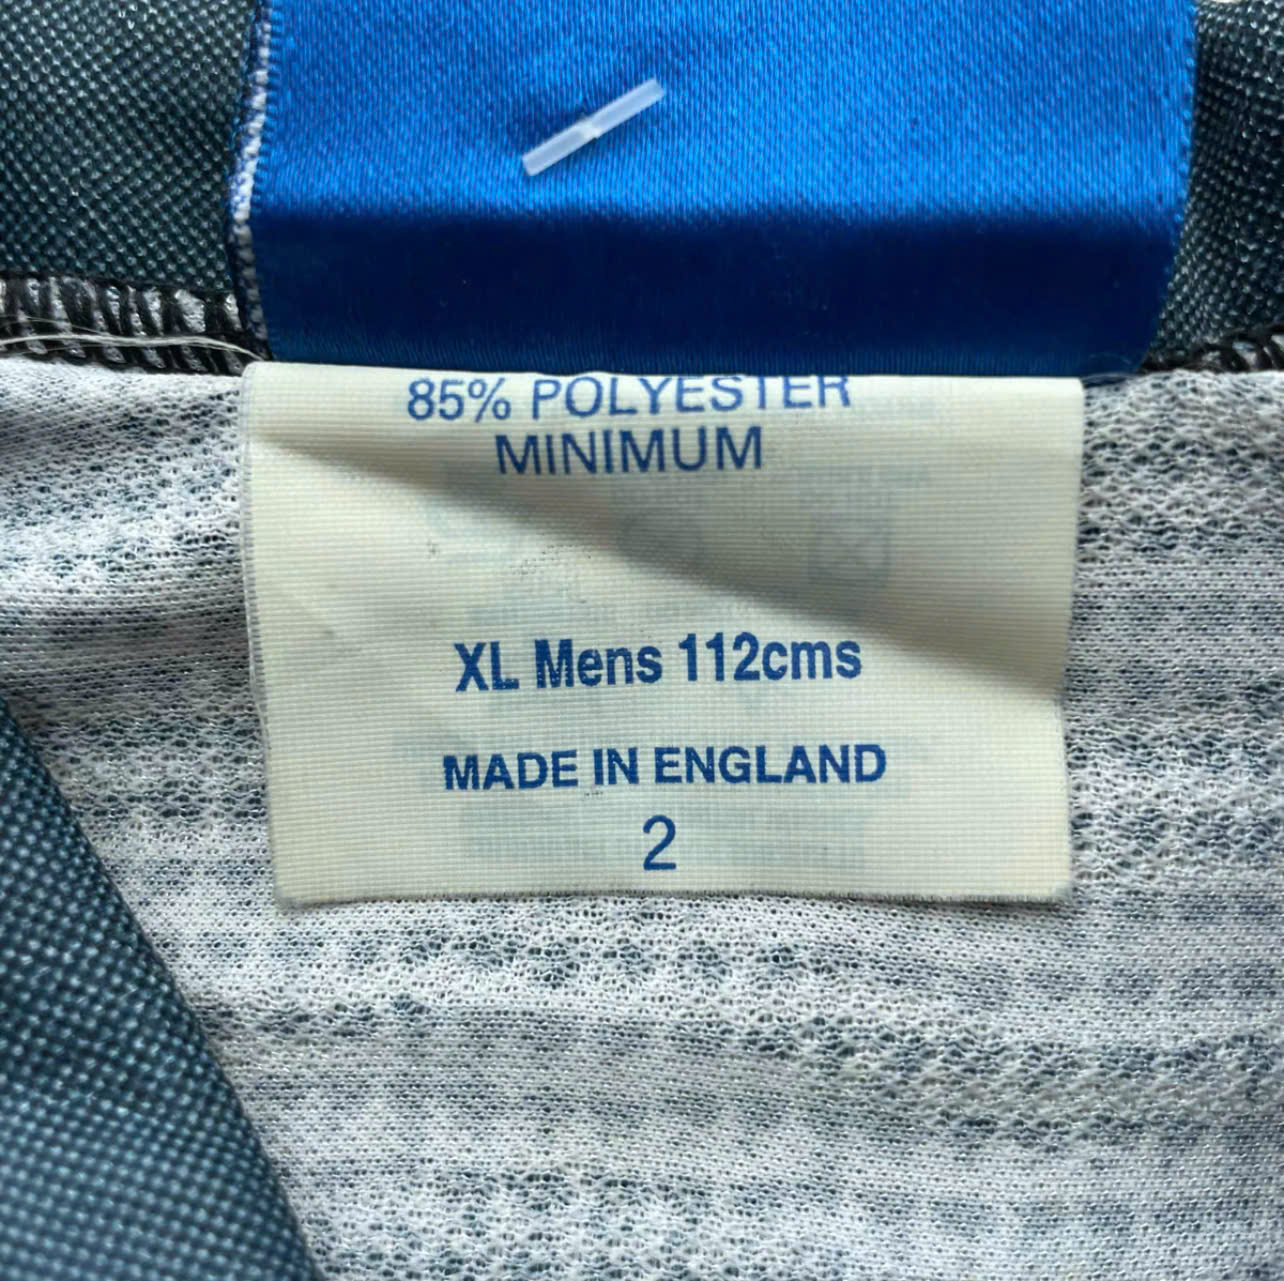 85% POLYESTER
MINIMUM
XL Mens 112cms
MADE IN ENGLAND
2